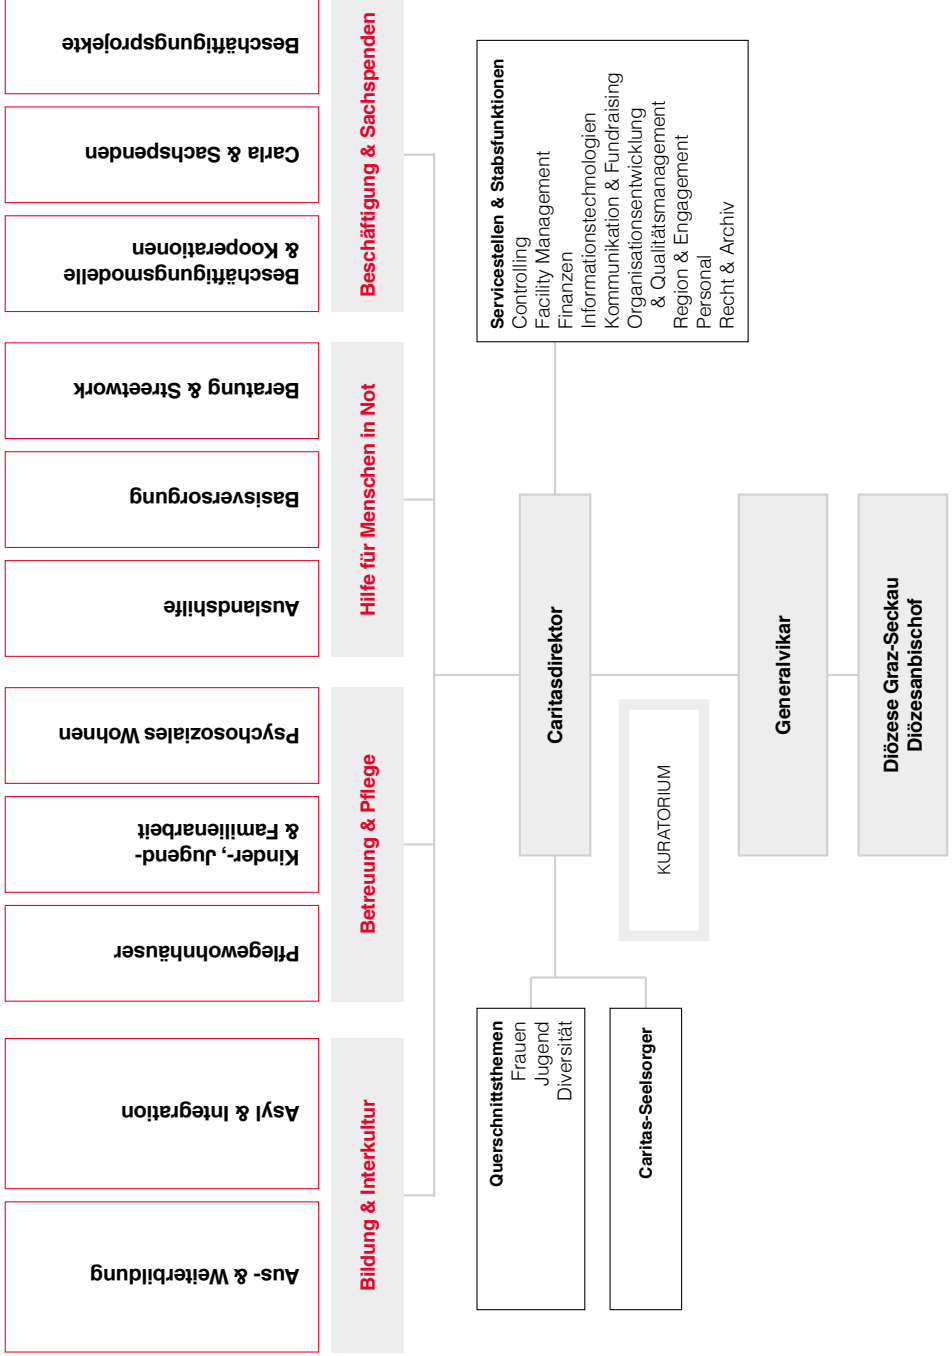 Diözese Graz-Seckau
Diözesanbischof
Generalvikar
KURATORIUM
Caritasdirektor
Querschnittsthemen
Frauen
Jugend
Diversität
Caritas-Seelsorger
Servicestellen & Stabsfunktionen
Controlling
Facility Management
Finanzen
Informationstechnologien
Kommunikation & Fundraising
Organisationsentwicklung
& Qualitätsmanagement
Region & Engagement
Personal
Recht & Archiv
Bildung & Interkultur
Aus- & Weiterbildung
Asyl & Integration
Betreuung & Pflege
Pflegewohnhäuser
Kinder-, Jugend-
& Familienarbeit
Psychosoziales Wohnen
Hilfe für Menschen in Not
Auslandshilfe
Basisversorgung
Beratung & Streetwork
Beschäftigung & Sachspenden
Beschäftigungsmodelle
& Kooperationen
Carla & Sachspenden
Beschäftigungsprojekte